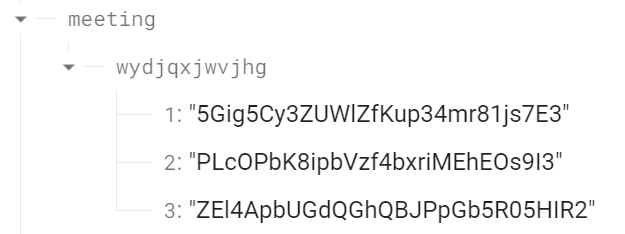 meeting
wydjqxjwvjhg
1: "5Gig5Cy3ZUWlZfKup34mr81js7E3"
2: "PLcOPbK8ipbVzf4bxriMEhEOs9I3"
3: "ZEl4ApbUGdQGhQBJPpGb5R05HIR2"